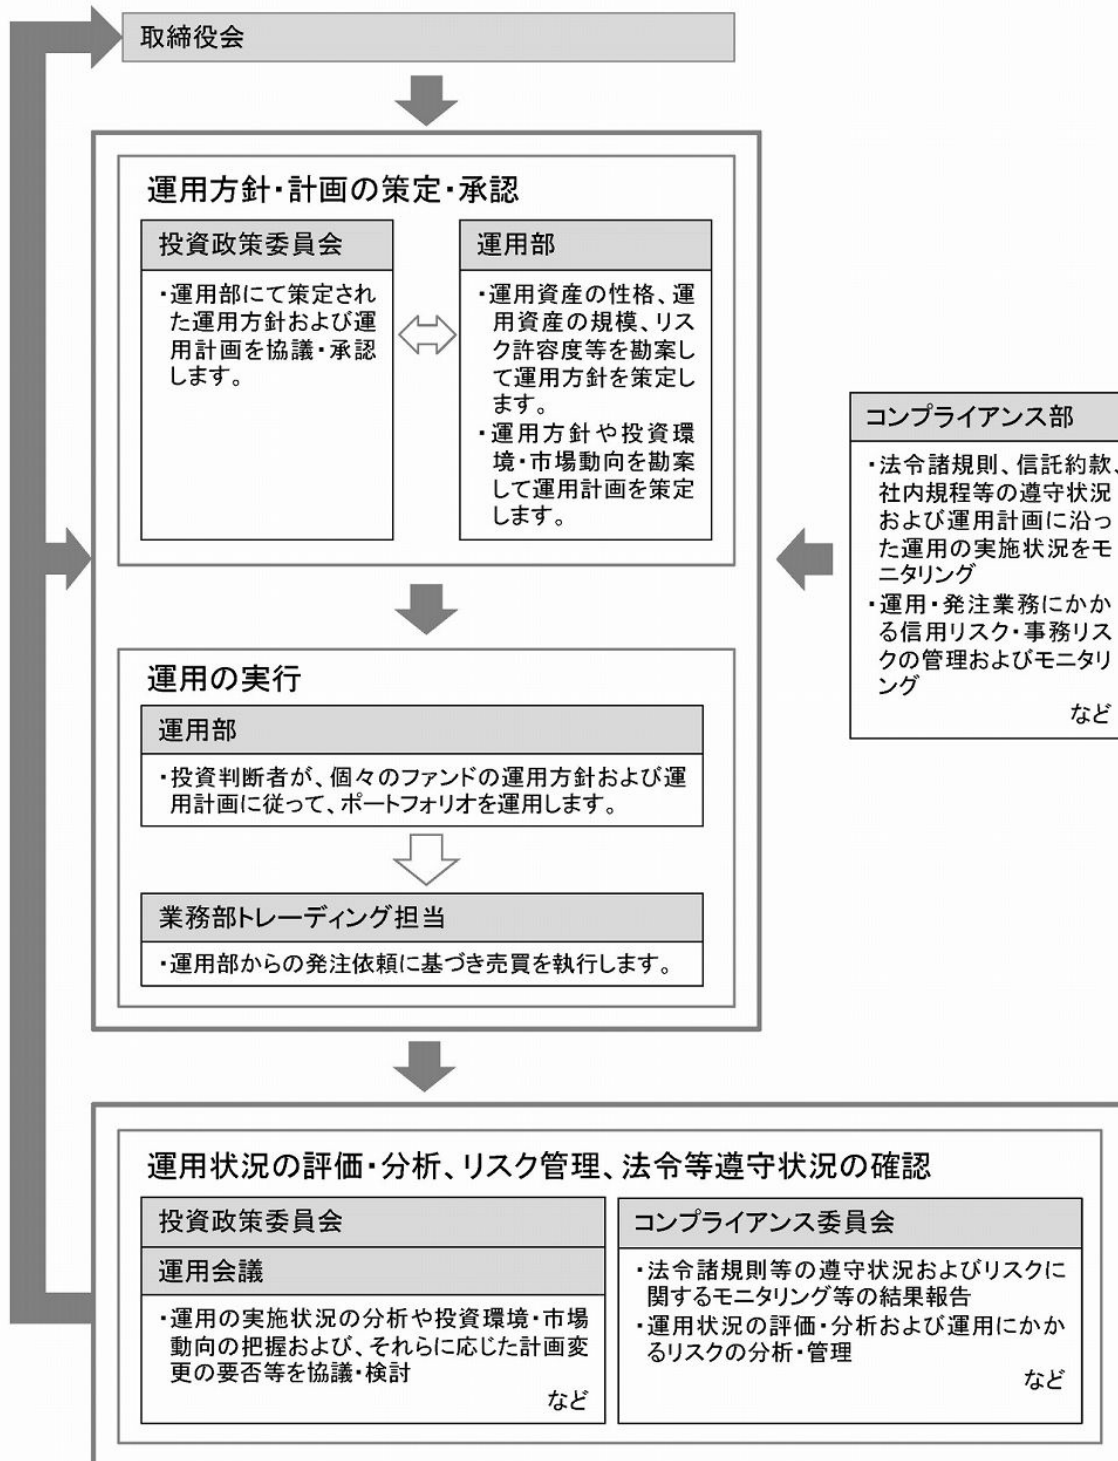 取締役会
運用方針・計画の策定・承認
投資政策委員会
・運用部にて策定され
た運用方針および運
用計画を協議・承認
します。
運用部
・運用資産の性格、運
用資産の規模、リス
ク許容度等を勘案し
て運用方針を策定し
ます。
・運用方針や投資環
境・市場動向を勘案
して運用計画を策定
します。
コンプライアンス部
・法令諸規則、信託約款、
社内規程等の遵守状況
および運用計画に沿っ
た運用の実施状況をモ
ニタリング
・運用・発注業務にかか
る信用リスク・事務リス
クの管理およびモニタリ
ング
など
運用の実行
運用部
・投資判断者が、個々のファンドの運用方針および運
用計画に従って、ポートフォリオを運用します。
業務部トレーディング担当
・運用部からの発注依頼に基づき売買を執行します。
運用状況の評価・分析、リスク管理、法令等遵守状況の確認
投資政策委員会
運用会議
・運用の実施状況の分析や投資環境・市場
動向の把握および、それらに応じた計画変
更の要否等を協議・検討
など
コンプライアンス委員会
・法令諸規則等の遵守状況およびリスクに
関するモニタリング等の結果報告
・運用状況の評価・分析および運用にかか
るリスクの分析・管理
など